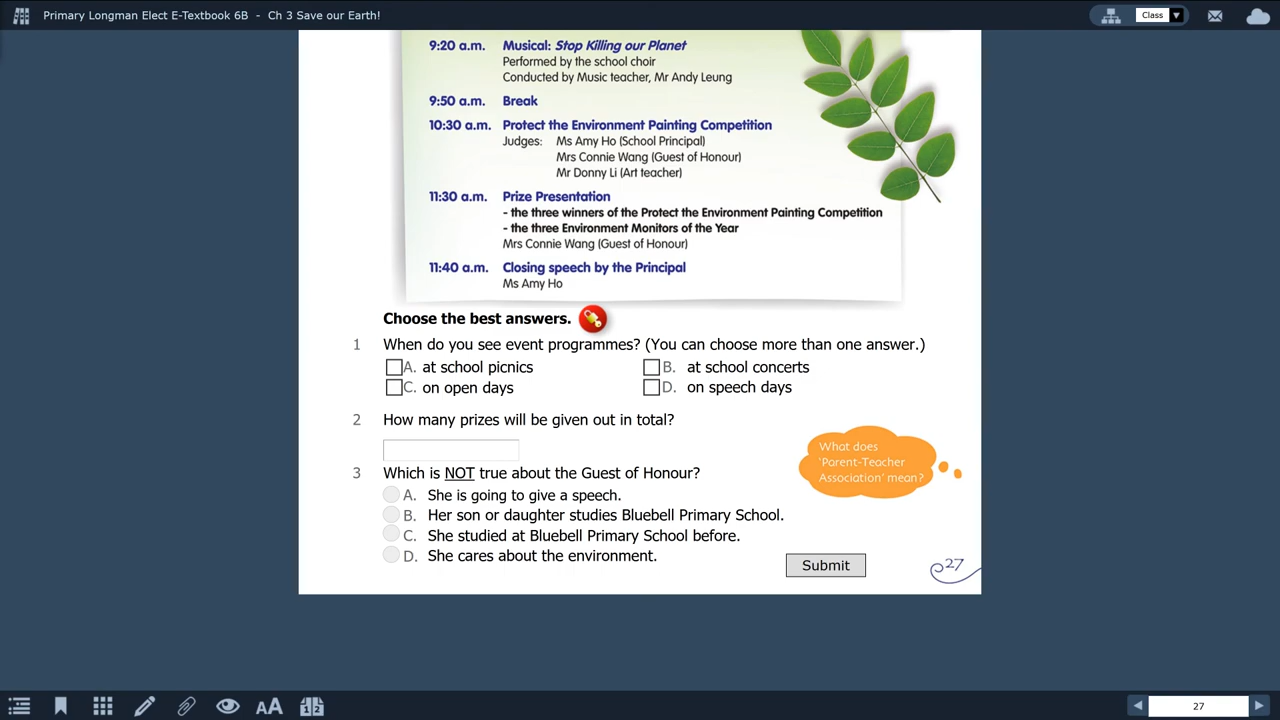 Primary Longman Elect E-Textbook 6B - Ch 3 Save our Earth!
Class
9:20 a.m. Musical: Stop Killing our Planet
Performed by the school choir
Conducted by Music teacher, Mr Andy Leung
9:50 a.m. Break
10:30 a.m. Protect the Environment Painting Competition
Judges: Ms Amy Ho (School Principal)
Mrs Connie Wang (Guest of Honour)
Mr Donny Li (Art teacher)
11:30 a.m. Prize Presentation
- the three winners of the Protect the Environment Painting Competition
- the three Environment Monitors of the Year
Mrs Connie Wang (Guest of Honour)
11:40 a.m. Closing speech by the Principal
Ms Amy Ho
Choose the best answers.
1 When do you see event programmes? (You can choose more than one answer.)
A. at school picnics B. at school concerts
C. on open days D. on speech days
2 How many prizes will be given out in total?
What does
'Parent-Teacher
Association' mean?
3 Which is NOT true about the Guest of Honour?
A. She is going to give a speech.
B. Her son or daughter studies Bluebell Primary School.
C. She studied at Bluebell Primary School before.
D. She cares about the environment.
Submit
27
AA
1 2
27